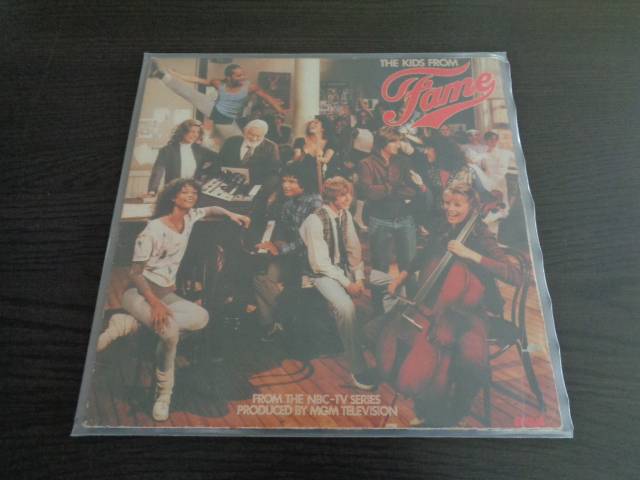 THE KIDS FROM
Fame
FROM THE NBC-TV SERIES
PRODUCED BY MGM TELEVISION